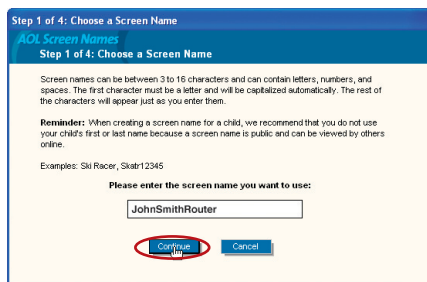 Step 1 of 4: Choose a Screen Name
AOL Screen Names
Step 1 of 4: Choose a Screen Name
Screen names can be between 3 to 16 characters and can contain letters, numbers, and
spaces. The first character must be a letter and will be capitalized automatically. The rest of
the characters will appear just as you enter them.
Reminder: When creating a screen name for a child, we recommend that you do not use
your child's first or last name because a screen name is public and can be viewed by others
online.
Examples: Ski Racer, Skatr12345
Please enter the screen name you want to use:
JohnSmithRouter
Continue Cancel